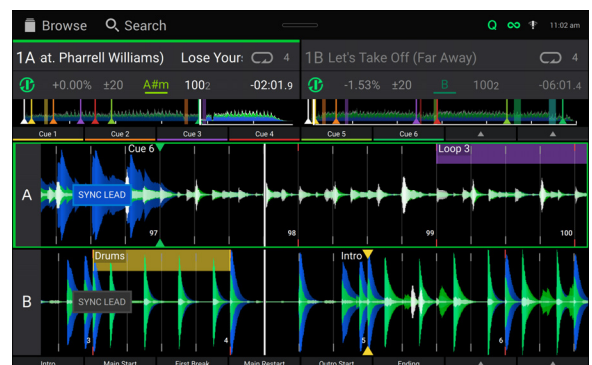 Browse Search Q 11:02 am
1A at. Pharrell Williams) Lose Your 4 1B Let's Take Off (Far Away) 4
+0.00% ±20 A#m 1002 -02:01.9 -1.53% ±20 B 1002 -06:01.4
Cue 1 Cue 2 Cue 3 Cue 4 Cue 5 Cue 6
Cue 6 Loop 3
A SYNC LEAD
97 98 99 100
Drums Intro
B SYNC LEAD
3 4 5 6
Intro Main Start First Break Main Restart Outro Start Ending